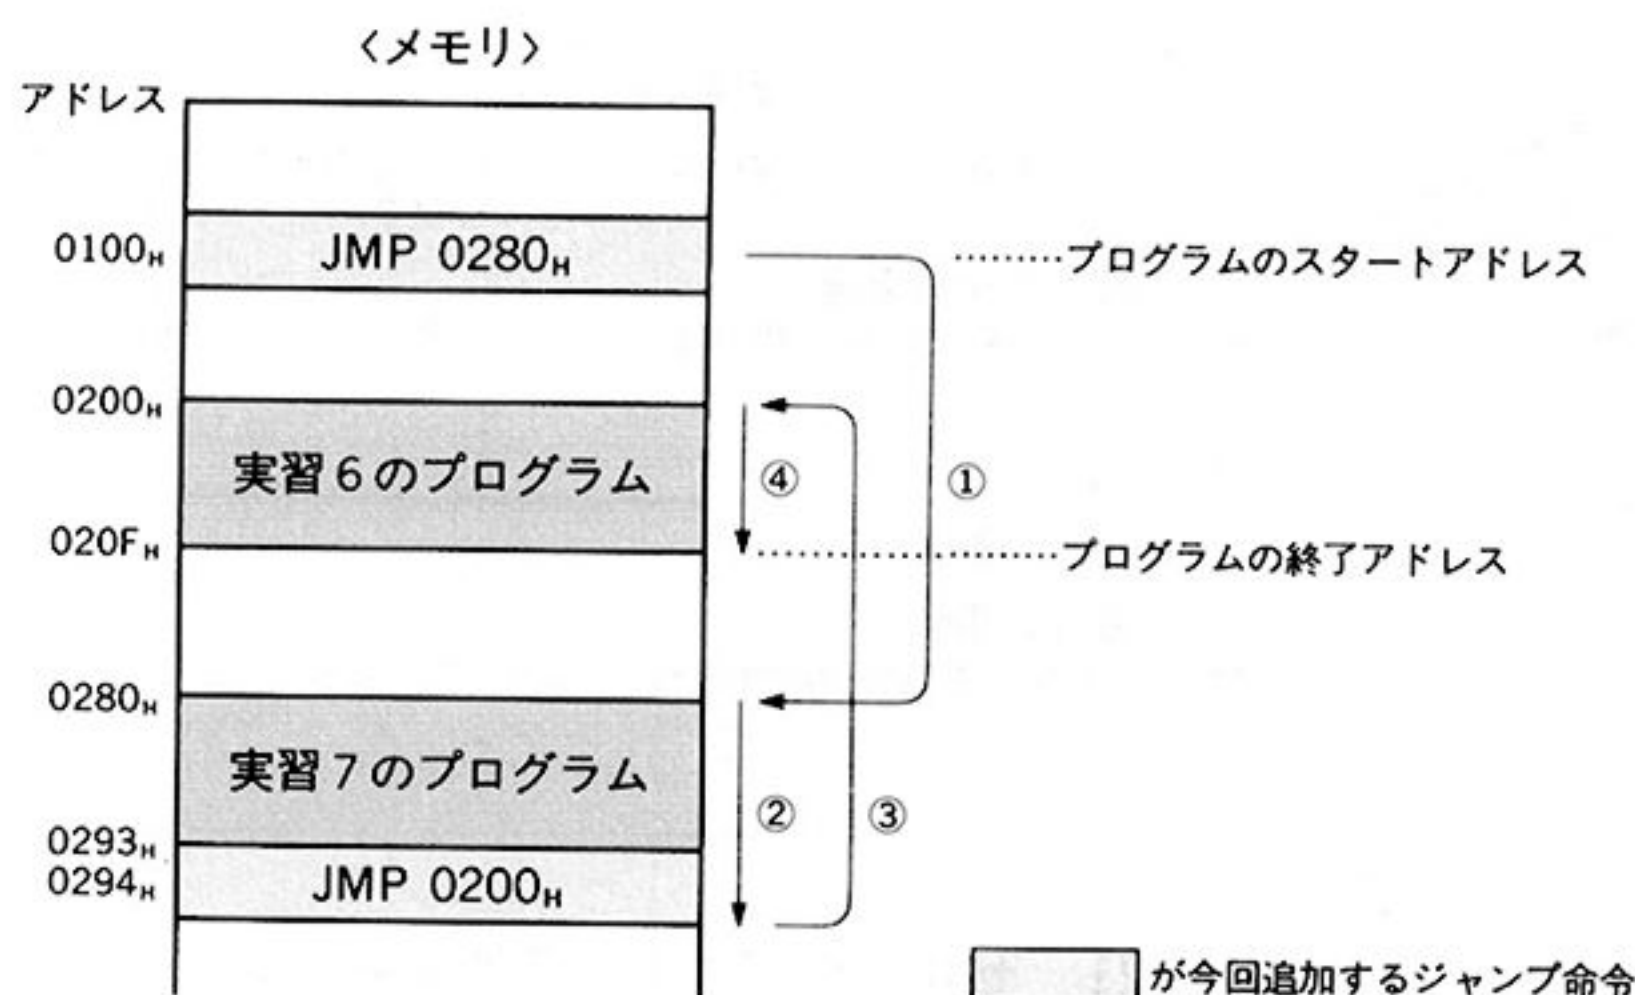 〈メモリ〉
アドレス
0100H JMP 0280H ……プログラムのスタートアドレス
0200H
実習6のプログラム ④ ①
020FH ……プログラムの終了アドレス
0280H
実習7のプログラム ② ③
0293H
0294H JMP 0200H
が今回追加するジャンプ命令